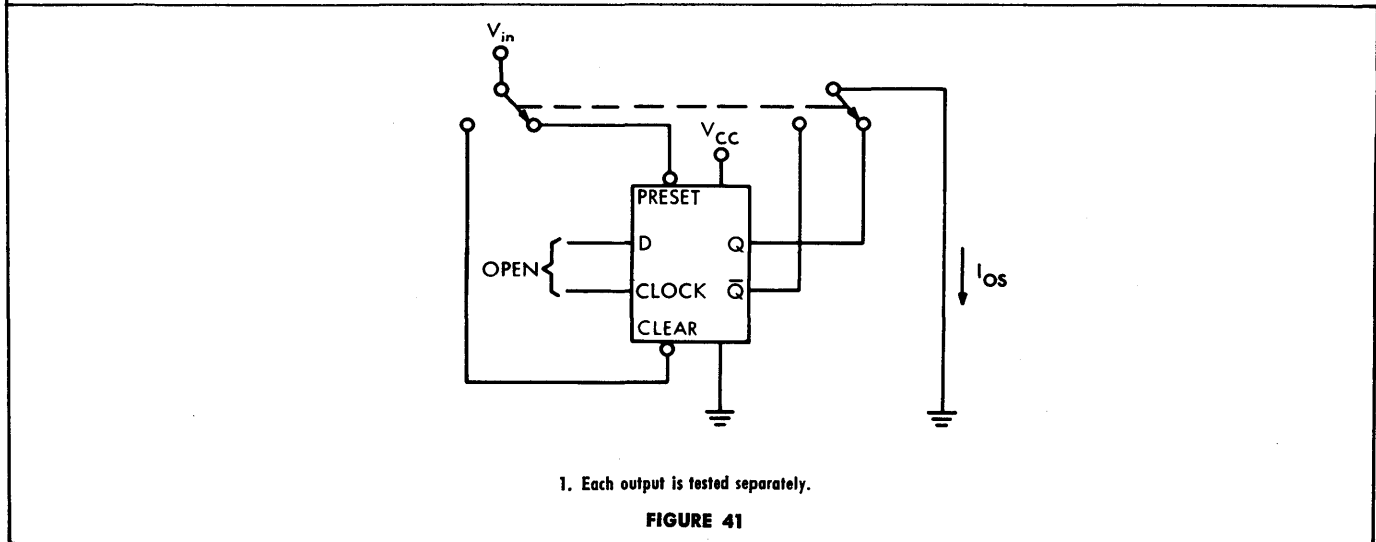 Vin
VCC
PRESET
D Q
OPEN
CLOCK Q̅
IOS
CLEAR
1. Each output is tested separately.
FIGURE 41